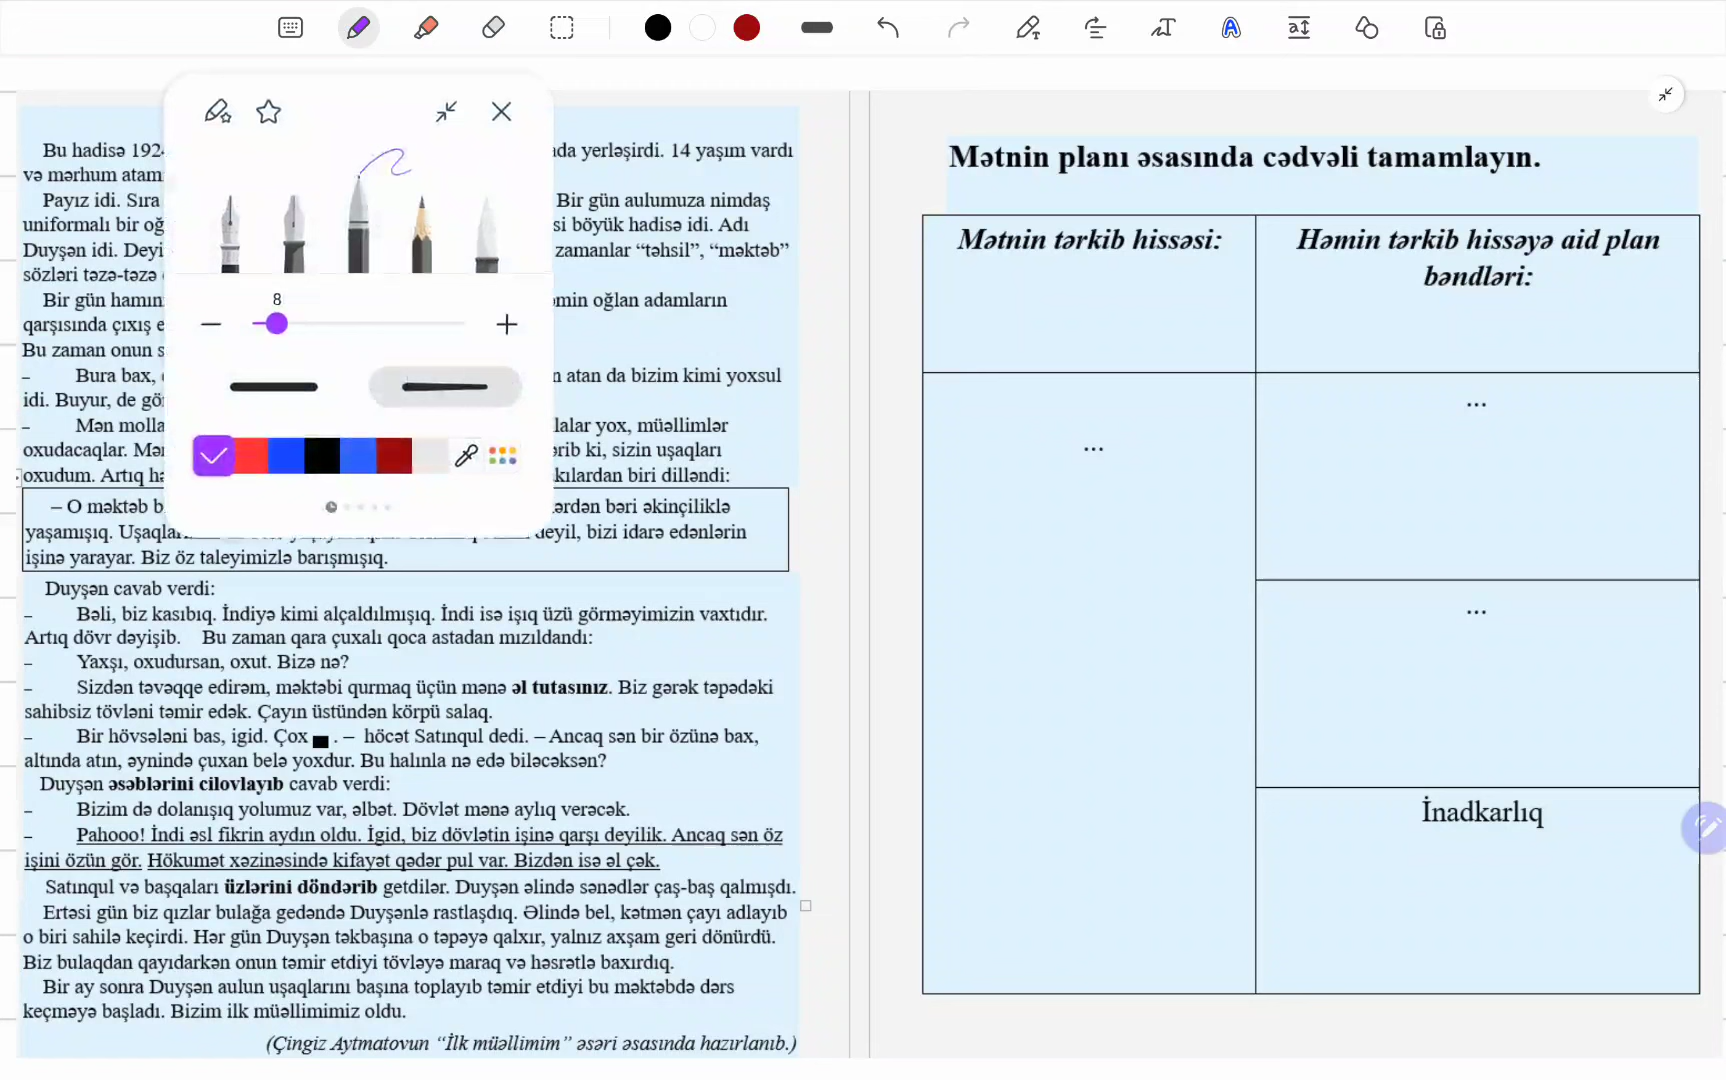 8
Bu hadisə 192
ada yerləşirdi. 14 yaşım vardı
və mərhum atam
Payız idi. Sıra
Bir gün aulumuza nimdaş
uniformalı bir oğ
si böyük hadisə idi. Adı
Duyşən idi. Deyi
zamanlar “təhsil”, “məktəb”
sözləri təzə-təzə
Bir gün hamını
min oğlan adamların
qarşısında çıxış e
Bu zaman onun s
– Bura bax,
n atan da bizim kimi yoxsul
idi. Buyur, de gö
– Mən molla
lalar yox, müəllimlər
oxudacaqlar. Mə
rib ki, sizin uşaqları
oxudum. Artıq hə
kılardan biri dilləndi:
– O məktəb b
ərdən bəri əkinçiliklə
yaşamışıq. Uşaqlar
deyil, bizi idarə edənlərin
işinə yarayar. Biz öz taleyimizlə barışmışıq.
Duyşən cavab verdi:
– Bəli, biz kasıbıq. İndiyə kimi alçaldılmışıq. İndi isə işıq üzü görməyimizin vaxtıdır.
Artıq dövr dəyişib. Bu zaman qara çuxalı qoca astadan mızıldandı:
– Yaxşı, oxudursan, oxut. Bizə nə?
– Sizdən təvəqqe edirəm, məktəbi qurmaq üçün mənə əl tutasınız. Biz gərək təpədəki
sahibsiz tövləni təmir edək. Çayın üstündən körpü salaq.
– Bir hövsələni bas, igid. Çox . – höcət Satınqul dedi. – Ancaq sən bir özünə bax,
altında atın, əynində çuxan belə yoxdur. Bu halınla nə edə biləcəksən?
Duyşən əsəblərini cilovlayıb cavab verdi:
– Bizim də dolanışıq yolumuz var, əlbət. Dövlət mənə aylıq verəcək.
– Pahooo! İndi əsl fikrin aydın oldu. İgid, biz dövlətin işinə qarşı deyilik. Ancaq sən öz
işini özün gör. Hökumət xəzinəsində kifayət qədər pul var. Bizdən isə əl çək.
Satınqul və başqaları üzlərini döndərib getdilər. Duyşən əlində sənədlər çaş-baş qalmışdı.
Ertəsi gün biz qızlar bulağa gedəndə Duyşənlə rastlaşdıq. Əlində bel, kətmən çayı adlayıb
o biri sahilə keçirdi. Hər gün Duyşən təkbaşına o təpəyə qalxır, yalnız axşam geri dönürdü.
Biz bulaqdan qayıdarkən onun təmir etdiyi tövləyə maraq və həsrətlə baxırdıq.
Bir ay sonra Duyşən aulun uşaqlarını başına toplayıb təmir etdiyi bu məktəbdə dərs
keçməyə başladı. Bizim ilk müəllimimiz oldu.
(Çingiz Aytmatovun “İlk müəllimim” əsəri əsasında hazırlanıb.)
Mətnin planı əsasında cədvəli tamamlayın.
Mətnin tərkib hissəsi:
Həmin tərkib hissəyə aid plan
bəndləri:
...
...
...
İnadkarlıq